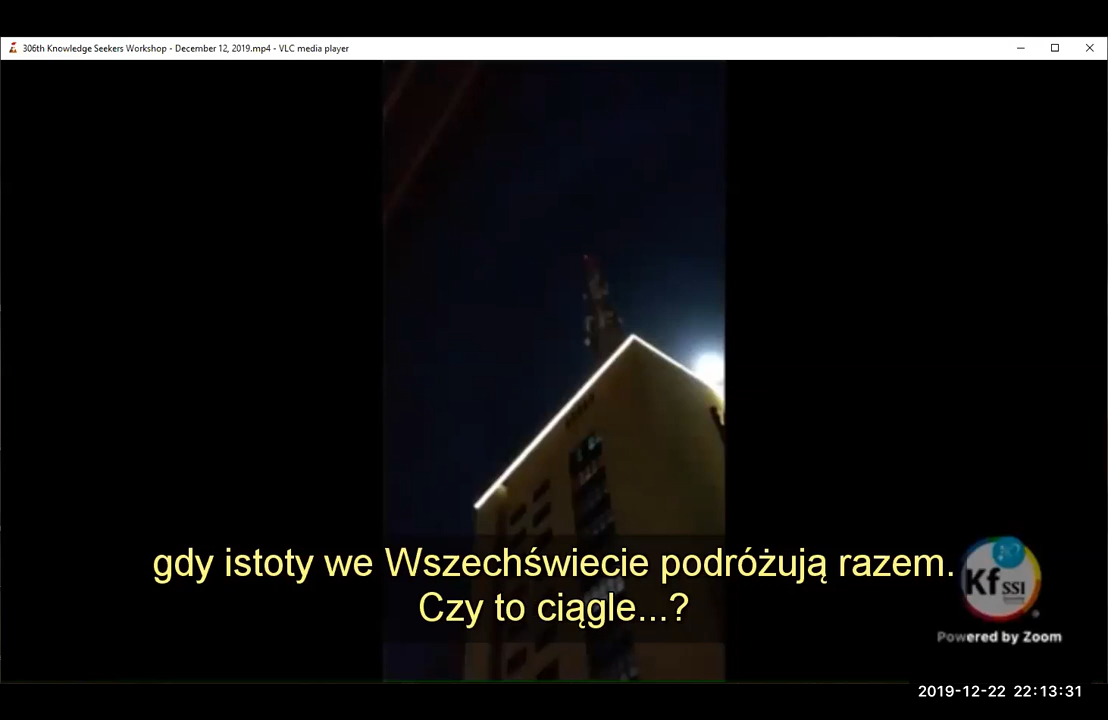 306th Knowledge Seekers Workshop - December 12, 2019.mp4 - VLC media player
gdy istoty we Wszechświecie podróżują razem.
Czy to ciągle...?
Kf SSI
Powered by Zoom
2019-12-22 22:13:31